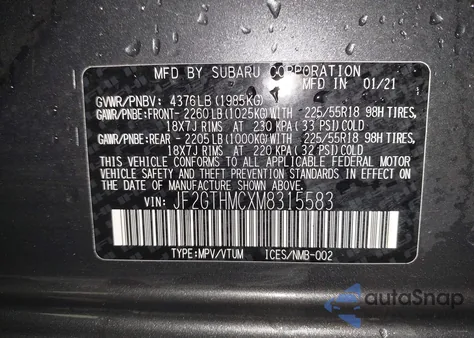 MFD BY SUBARU CORPORATION
MFD IN 01/21
GVWR/PNBV: 4376LB(1985KG)
GAWR/PNBE:FRONT- 2260LB(1025KG) 225/55R18 98H TIRES,
18X7J RIMS AT 230 KPA(33 PSI)COLD
GAWR/PNBE:REAR - 2205LB(1000KG) 225/55R18 98H TIRES,
18X7J RIMS AT 220 KPA(32 PSI)COLD
THIS VEHICLE CONFORMS TO ALL APPLICABLE FEDERAL MOTOR
VEHICLE SAFETY AND THEFT PREVENTION STANDARDS IN EFFECT
ON THE DATE OF MANUFACTURE SHOWN ABOVE.
VIN: JF2GTHMCXM8315583
TYPE:MPV/VTUM ICES/NMB-002
autoSnap